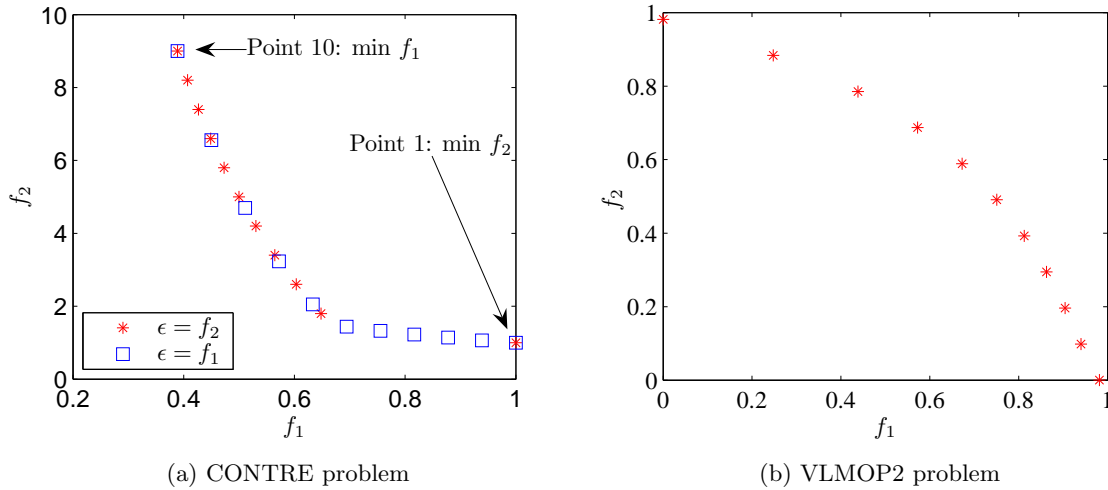 10
8
6
4
2
0
f₂
Point 10: min f₁
Point 1: min f₂
ϵ = f₂
ϵ = f₁
0.2 0.4 0.6 0.8 1
f₁
(a) CONTRE problem
1
0.8
0.6
0.4
0.2
0
f₂
0 0.2 0.4 0.6 0.8 1
f₁
(b) VLMOP2 problem